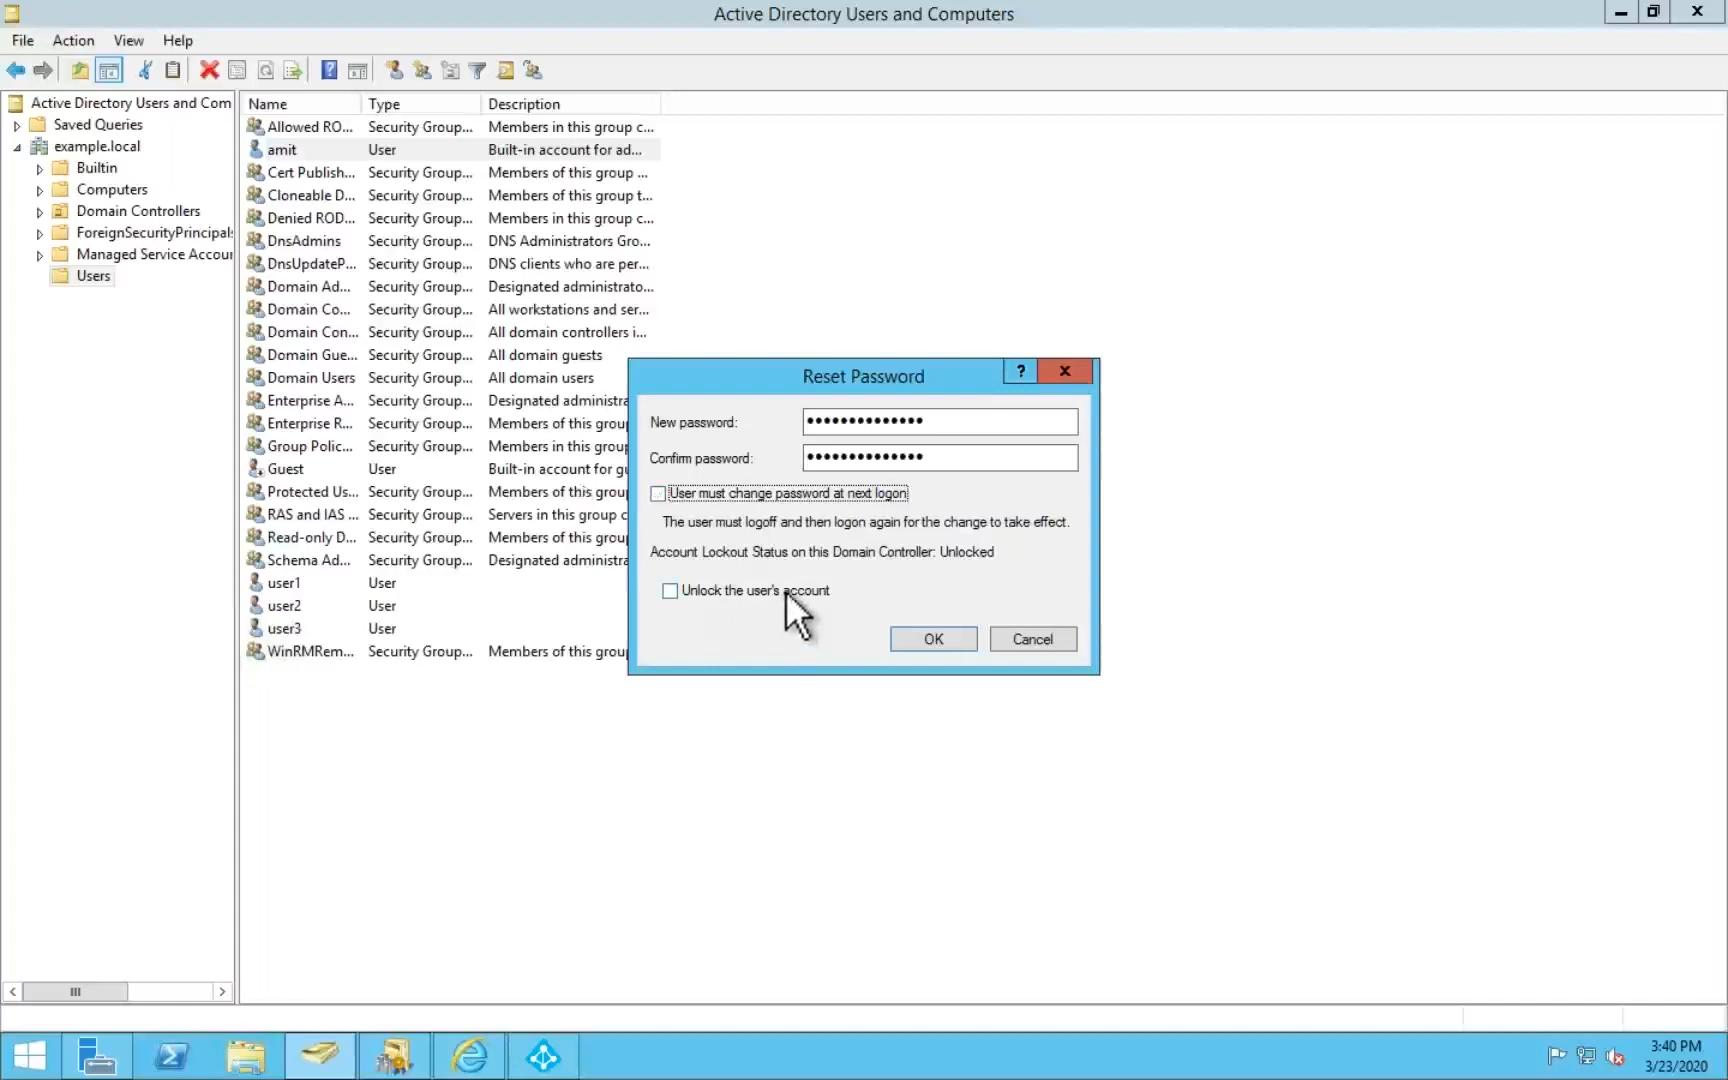 Active Directory Users and Computers
File Action View Help
Active Directory Users and Com
Saved Queries
example.local
Builtin
Computers
Domain Controllers
ForeignSecurityPrincipals
Managed Service Accou
Users
Name Type Description
Allowed RO... Security Group... Members in this group c...
amit User Built-in account for ad...
Cert Publish... Security Group... Members of this group ...
Cloneable D... Security Group... Members of this group t...
Denied ROD... Security Group... Members in this group c...
DnsAdmins Security Group... DNS Administrators Gro...
DnsUpdateP... Security Group... DNS clients who are per...
Domain Ad... Security Group... Designated administrato...
Domain Co... Security Group... All workstations and ser...
Domain Con... Security Group... All domain controllers i...
Domain Gue... Security Group... All domain guests
Domain Users Security Group... All domain users
Enterprise A... Security Group... Designated administra
Enterprise R... Security Group... Members of this group
Group Polic... Security Group... Members in this group
Guest User Built-in account for gu
Protected Us... Security Group... Members of this group
RAS and IAS ... Security Group... Servers in this group c
Read-only D... Security Group... Members of this group
Schema Ad... Security Group... Designated administra
user1 User
user2 User
user3 User
WinRMRem... Security Group... Members of this group
Reset Password
New password: ••••••••••••••
Confirm password: ••••••••••••••
User must change password at next logon
The user must logoff and then logon again for the change to take effect.
Account Lockout Status on this Domain Controller: Unlocked
Unlock the user's account
OK Cancel
3:40 PM
3/23/2020